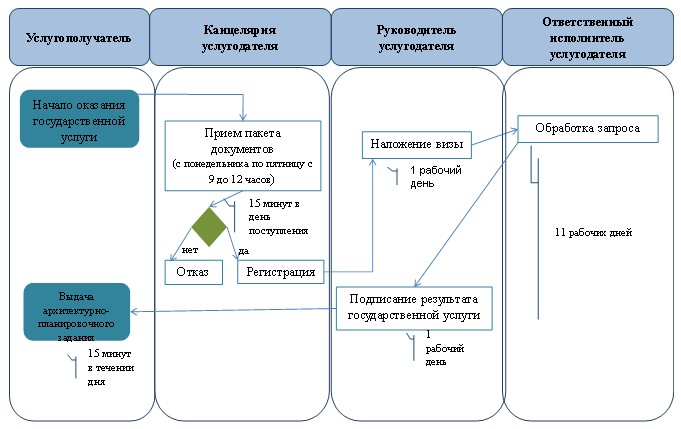 Услугополучатель
Канцелярия
услугодателя
Руководитель
услугодателя
Ответственный
исполнитель
услугодателя
Начало оказания
государственной
услуги
Прием пакета
документов
(с понедельника по пятницу с
9 до 12 часов)
15 минут в
день
поступления
нет
да
Отказ
Регистрация
Наложение визы
1 рабочий
день
Обработка запроса
11 рабочих дней
Подписание результата
государственной услуги
1
рабочий
день
Выдача
архитектурно-
планировочного
задания
15 минут
в течении
дня